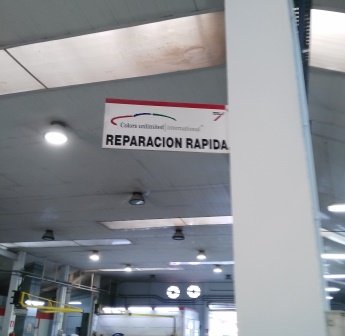 Colors unlimited international
REPARACION RAPIDA